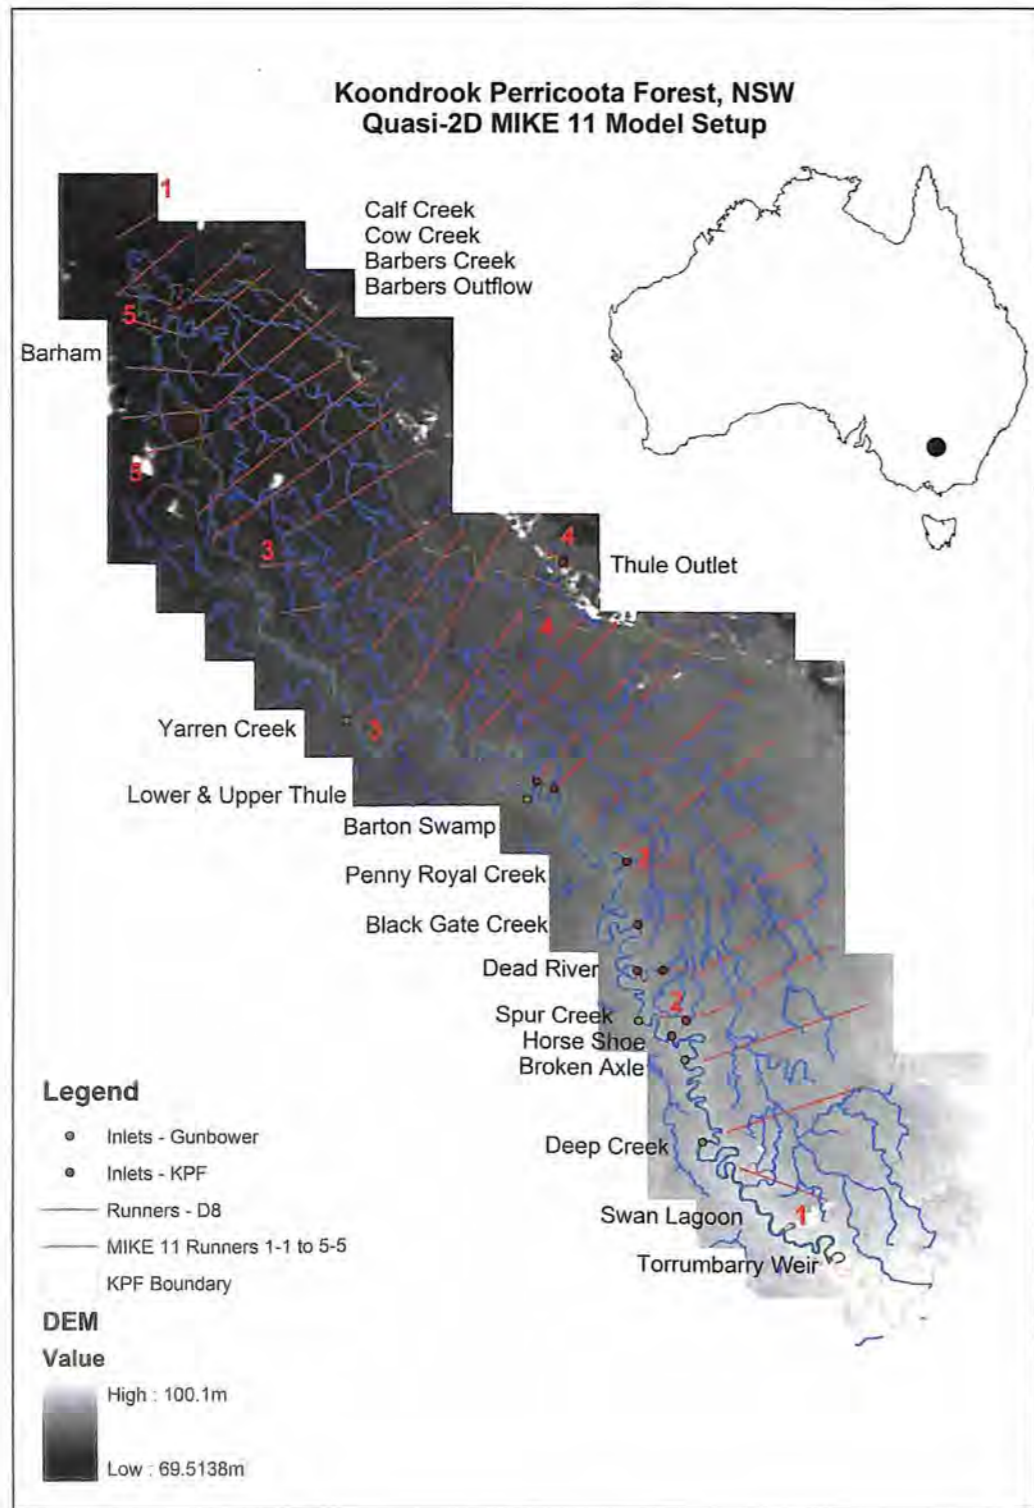 Koondrook Perricoota Forest, NSW
Quasi-2D MIKE 11 Model Setup
1
Calf Creek
Cow Creek
Barbers Creek
Barbers Outflow
5
Barham
5
3
4
Thule Outlet
4
Yarren Creek
3
Lower & Upper Thule
Barton Swamp
Penny Royal Creek
Black Gate Creek
Dead River
2
Spur Creek
Horse Shoe
Broken Axle
Deep Creek
Swan Lagoon
1
Torrumbarry Weir
Legend
Inlets - Gunbower
Inlets - KPF
Runners - D8
MIKE 11 Runners 1-1 to 5-5
KPF Boundary
DEM
Value
High : 100.1m
Low : 69.5138m